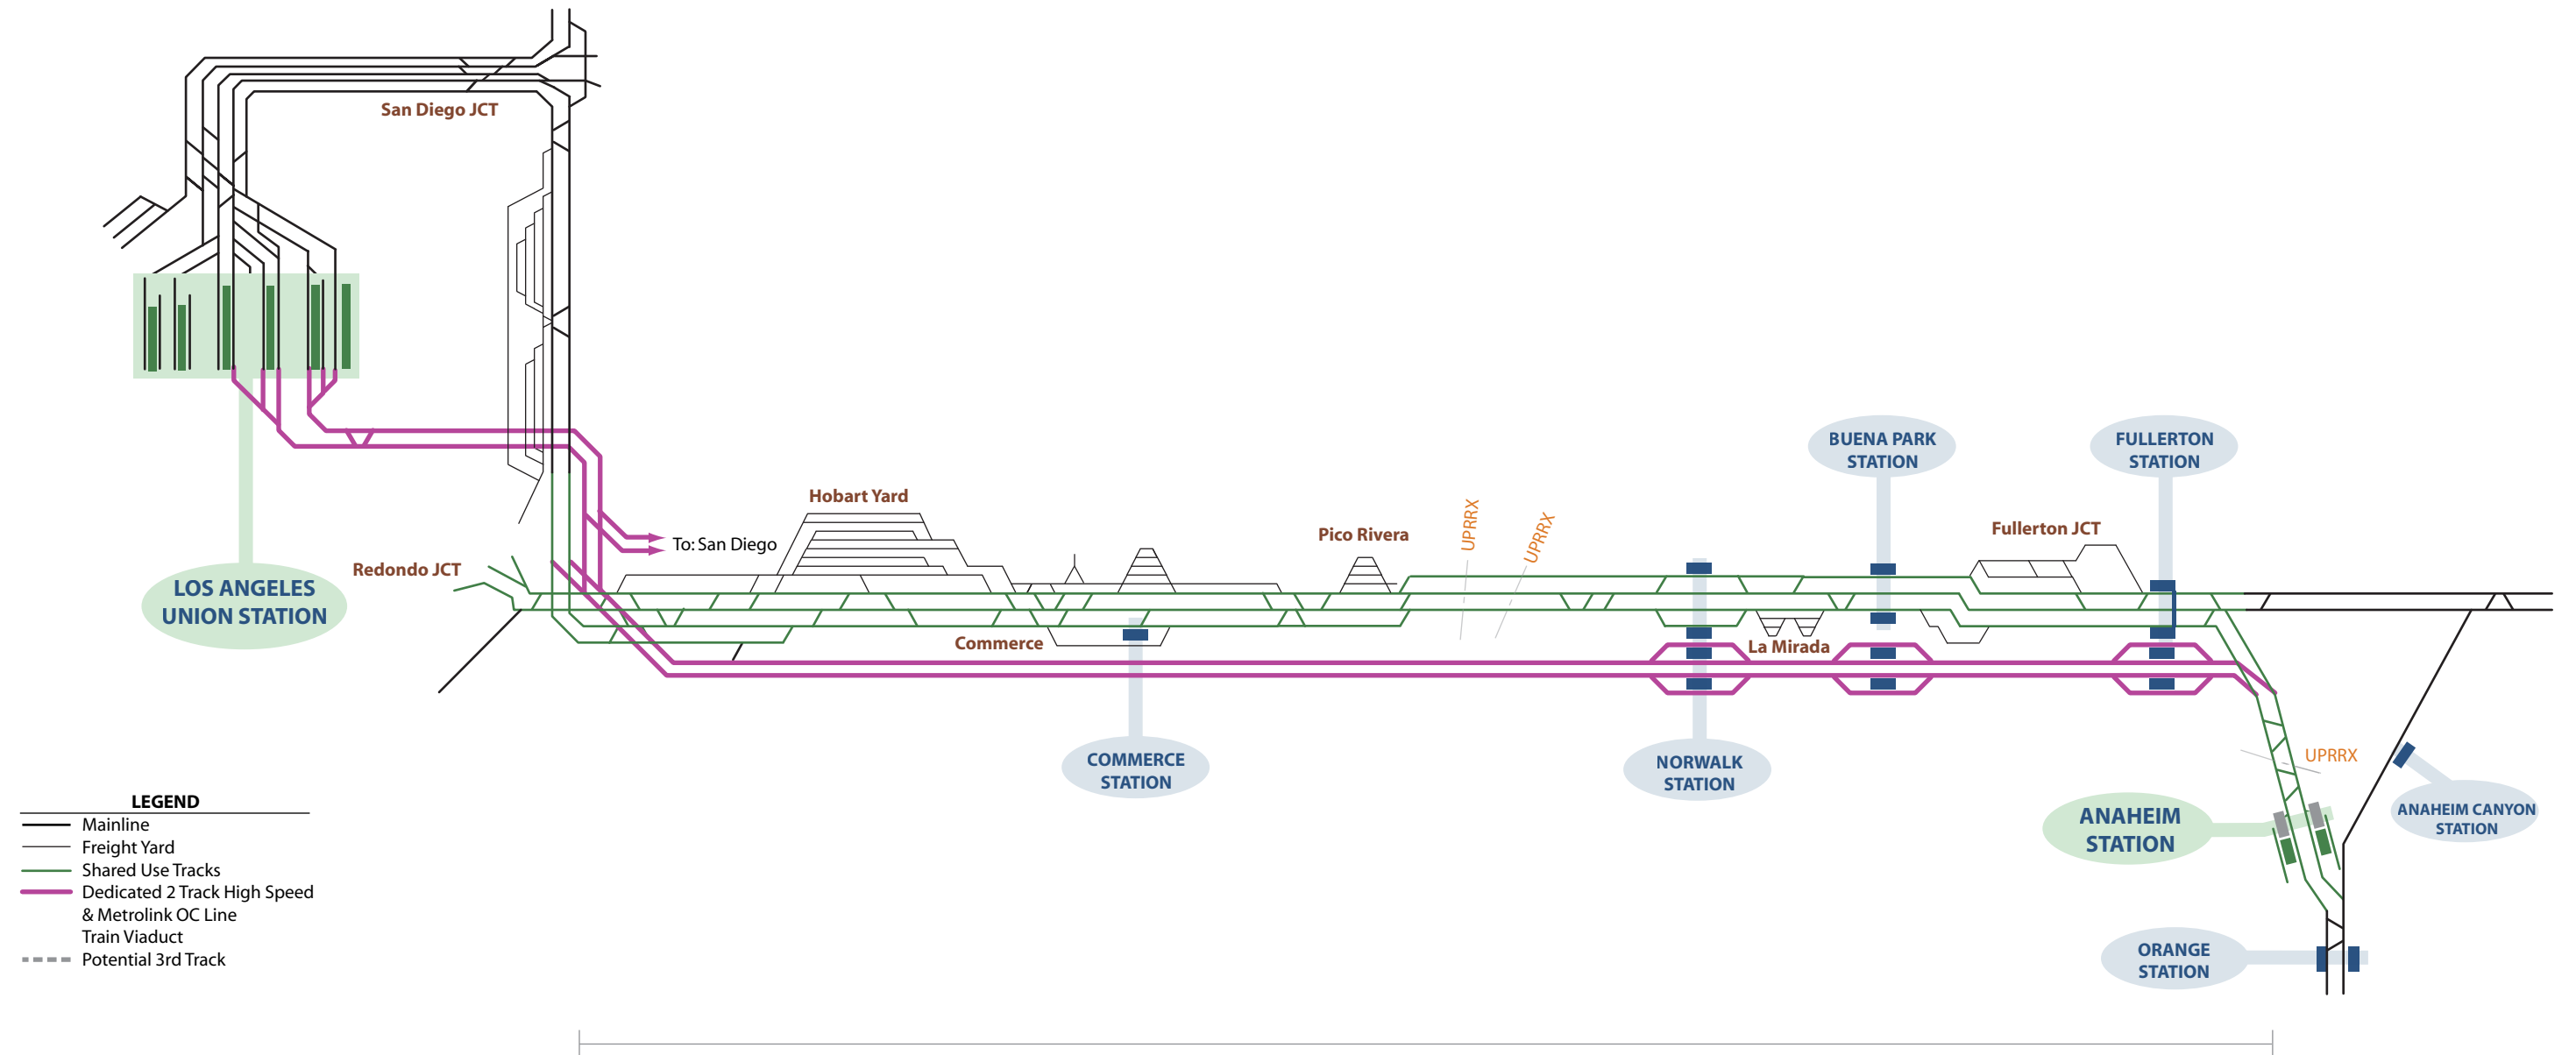 San Diego JCT
BUENA PARK
STATION
FULLERTON
STATION
Hobart Yard
UPRRX
UPRRX
Pico Rivera
Fullerton JCT
To: San Diego
Redondo JCT
LOS ANGELES
UNION STATION
Commerce
La Mirada
COMMERCE
STATION
NORWALK
STATION
UPRRX
ANAHEIM
STATION
ANAHEIM CANYON
STATION
LEGEND
Mainline
Freight Yard
Shared Use Tracks
Dedicated 2 Track High Speed
& Metrolink OC Line
Train Viaduct
Potential 3rd Track
ORANGE
STATION